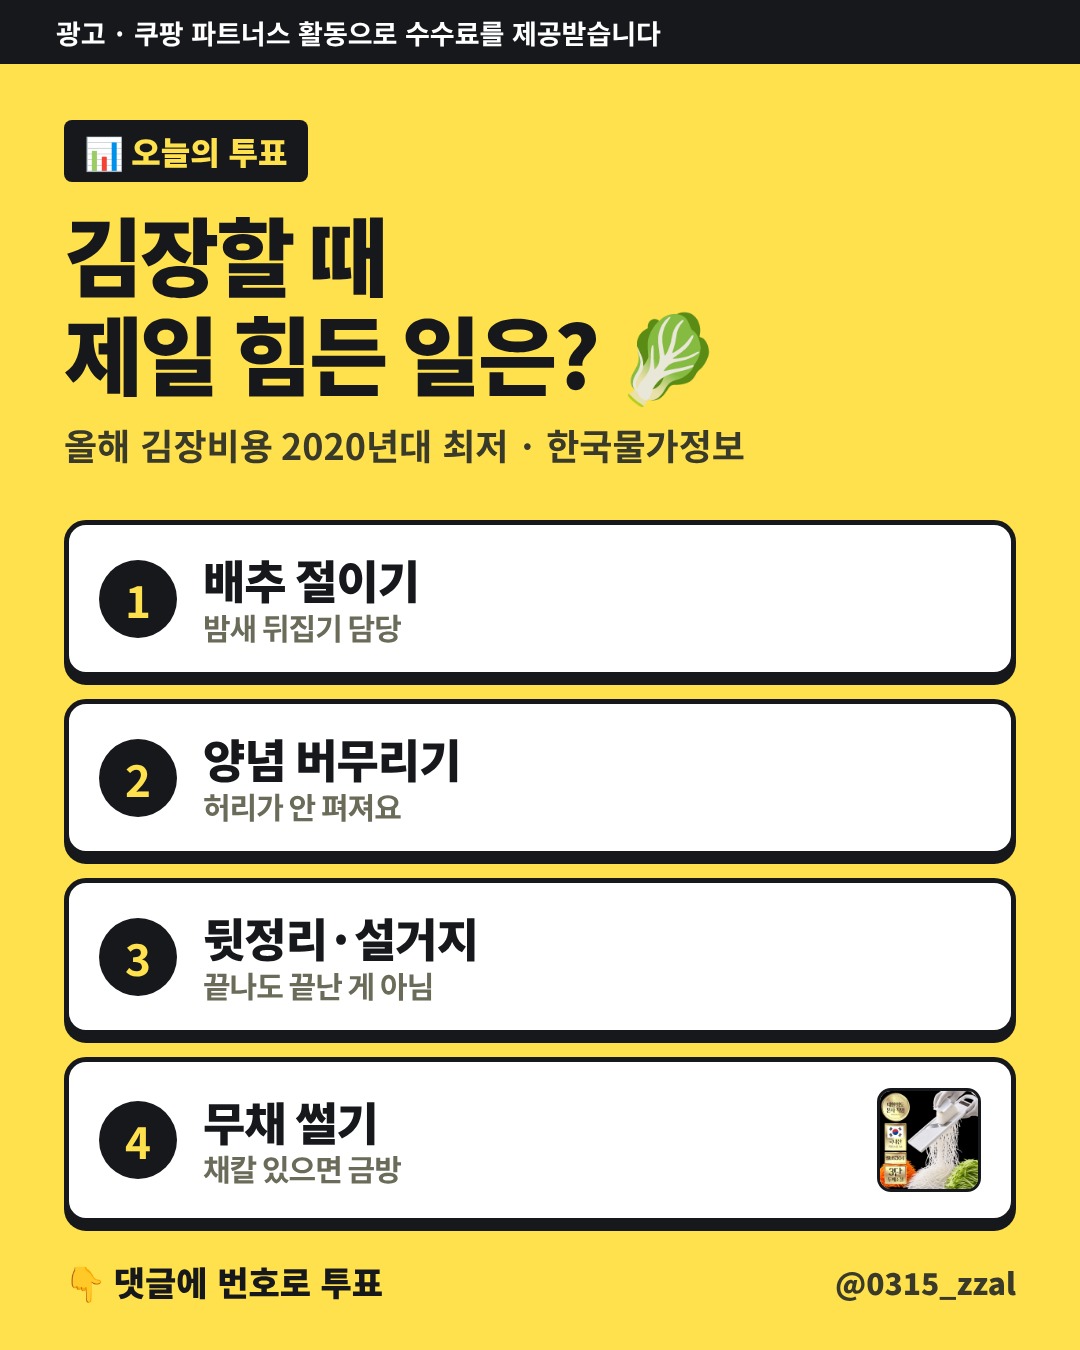 광고 · 쿠팡 파트너스 활동으로 수수료를 제공받습니다
📊 오늘의 투표
김장할 때
제일 힘든 일은? 🥬
올해 김장비용 2020년대 최저 · 한국물가정보
1
배추 절이기
밤새 뒤집기 담당
2
양념 버무리기
허리가 안 펴져요
3
뒷정리·설거지
끝나도 끝난 게 아님
4
무채 썰기
채칼 있으면 금방
👇 댓글에 번호로 투표
@0315_zzal